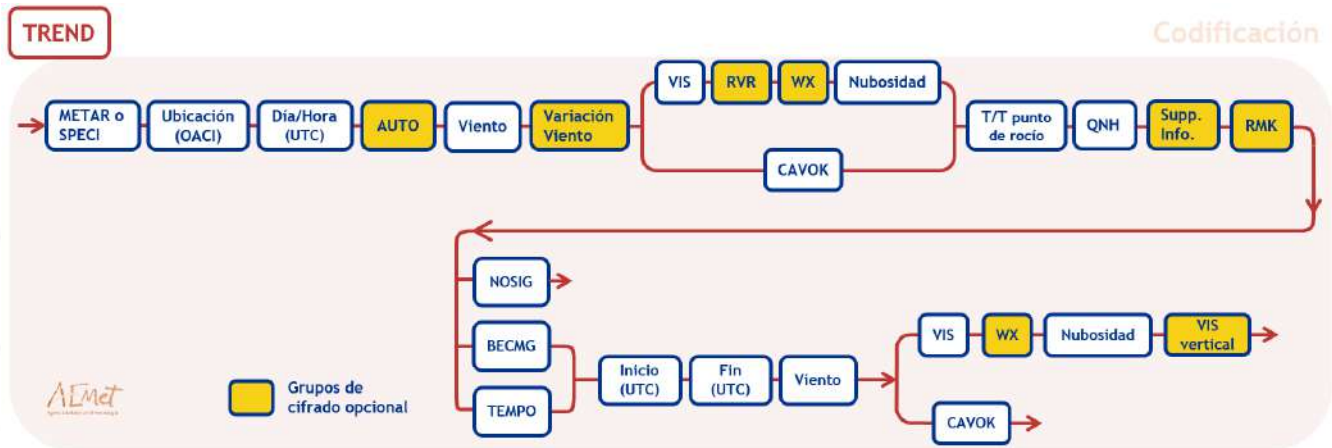 TREND
Codificación
METAR o
SPECI
Ubicación
(OACI)
Día/Hora
(UTC)
AUTO
Viento
Variación
Viento
VIS
RVR
WX
Nubosidad
CAVOK
T/T punto
de rocío
QNH
Supp.
Info.
RMK
NOSIG
BECMG
TEMPO
Inicio
(UTC)
Fin
(UTC)
Viento
VIS
WX
Nubosidad
VIS
vertical
CAVOK
AEMet
Grupos de
cifrado opcional